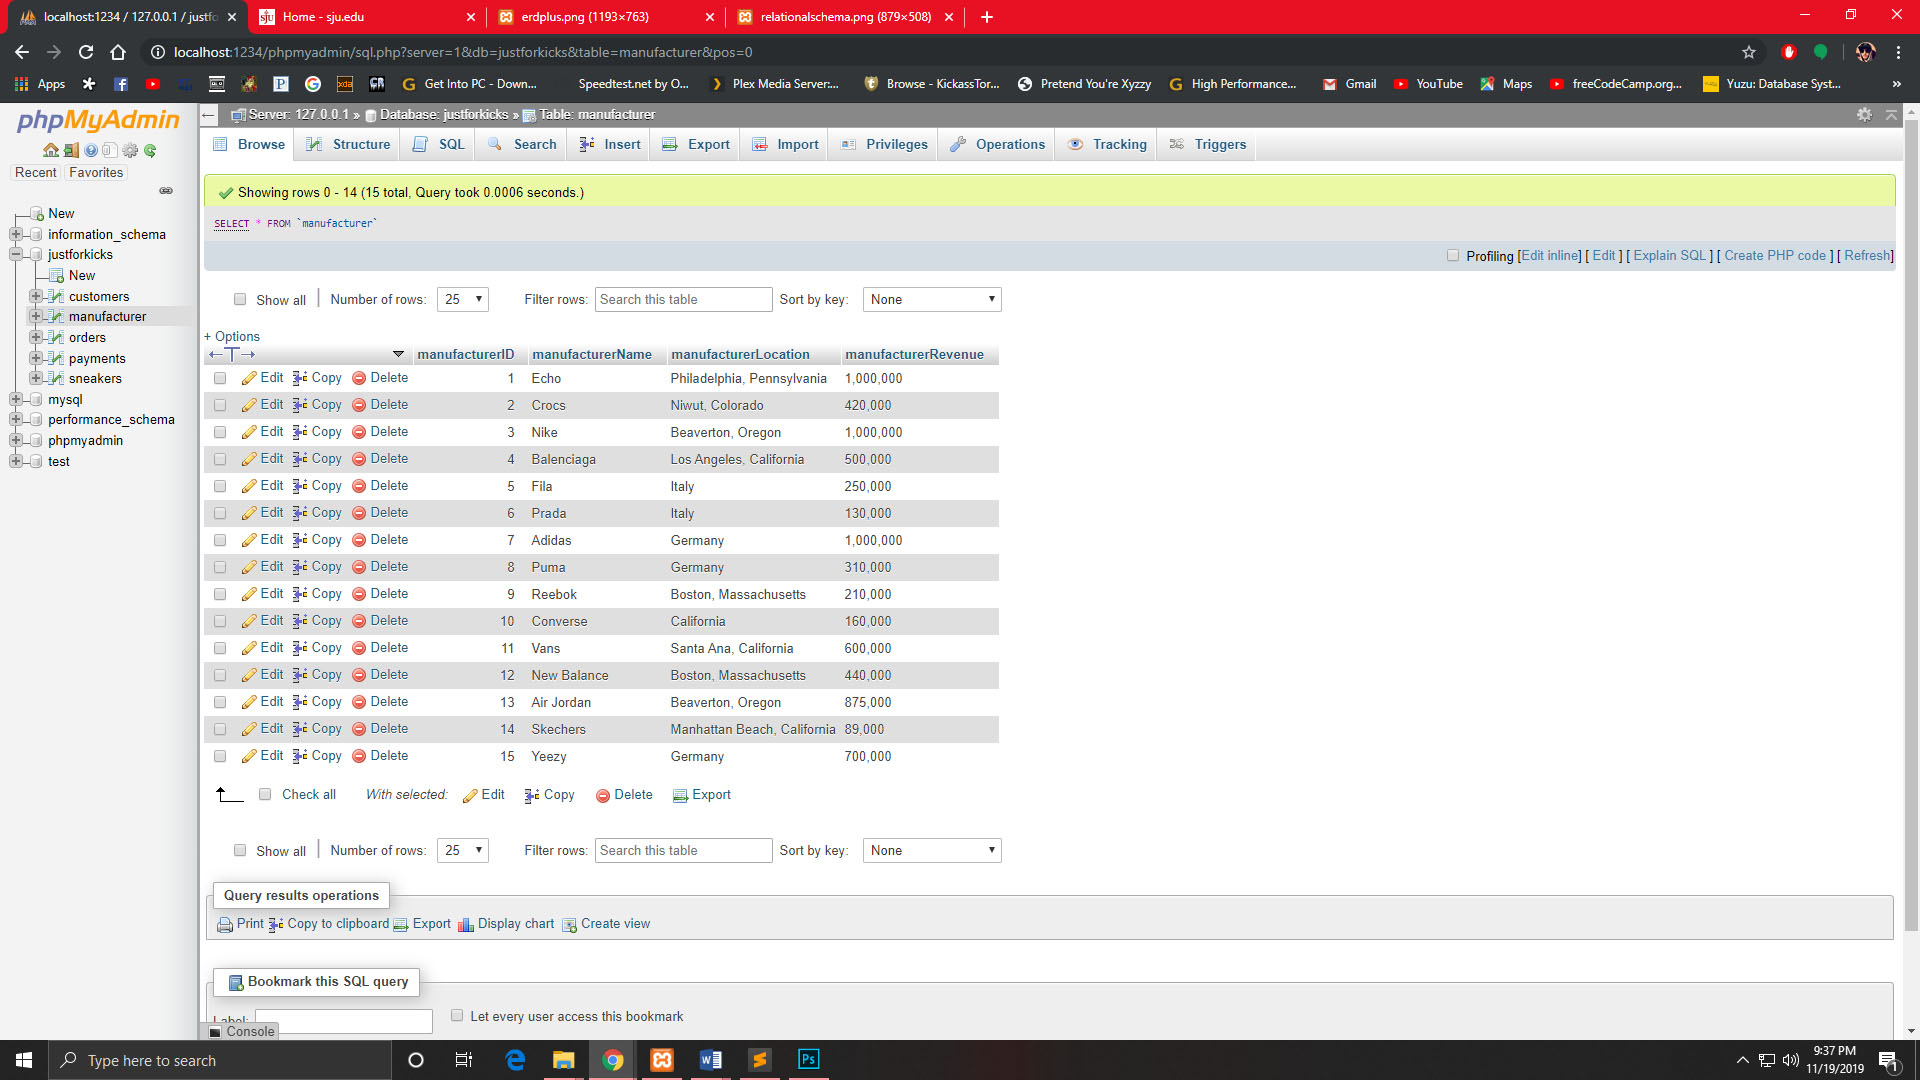 localhost:1234 / 127.0.0.1 / justfo
Home - sju.edu
erdplus.png (1193×763)
relationalschema.png (879×508)
localhost:1234/phpmyadmin/sql.php?server=1&db=justforkicks&table=manufacturer&pos=0
Apps
Get Into PC - Down...
Speedtest.net by O...
Plex Media Server:...
Browse - KickassTor...
Pretend You're Xyzzy
High Performance...
Gmail
YouTube
Maps
freeCodeCamp.org...
Yuzu: Database Syst...
»
phpMyAdmin
Recent Favorites
New
information_schema
justforkicks
New
customers
manufacturer
orders
payments
sneakers
mysql
performance_schema
phpmyadmin
test
Server: 127.0.0.1 » Database: justforkicks » Table: manufacturer
Browse Structure SQL Search Insert Export Import Privileges Operations Tracking Triggers
Showing rows 0 - 14 (15 total, Query took 0.0006 seconds.)
SELECT * FROM `manufacturer`
Profiling [Edit inline] [ Edit ] [ Explain SQL ] [ Create PHP code ] [ Refresh]
Show all Number of rows: 25 Filter rows: Search this table Sort by key: None
+ Options
←T→ manufacturerID manufacturerName manufacturerLocation manufacturerRevenue
Edit Copy Delete 1 Echo Philadelphia, Pennsylvania 1,000,000
Edit Copy Delete 2 Crocs Niwut, Colorado 420,000
Edit Copy Delete 3 Nike Beaverton, Oregon 1,000,000
Edit Copy Delete 4 Balenciaga Los Angeles, California 500,000
Edit Copy Delete 5 Fila Italy 250,000
Edit Copy Delete 6 Prada Italy 130,000
Edit Copy Delete 7 Adidas Germany 1,000,000
Edit Copy Delete 8 Puma Germany 310,000
Edit Copy Delete 9 Reebok Boston, Massachusetts 210,000
Edit Copy Delete 10 Converse California 160,000
Edit Copy Delete 11 Vans Santa Ana, California 600,000
Edit Copy Delete 12 New Balance Boston, Massachusetts 440,000
Edit Copy Delete 13 Air Jordan Beaverton, Oregon 875,000
Edit Copy Delete 14 Skechers Manhattan Beach, California 89,000
Edit Copy Delete 15 Yeezy Germany 700,000
Check all With selected: Edit Copy Delete Export
Show all Number of rows: 25 Filter rows: Search this table Sort by key: None
Query results operations
Print Copy to clipboard Export Display chart Create view
Bookmark this SQL query
Label: Let every user access this bookmark
Console
Type here to search
9:37 PM
11/19/2019